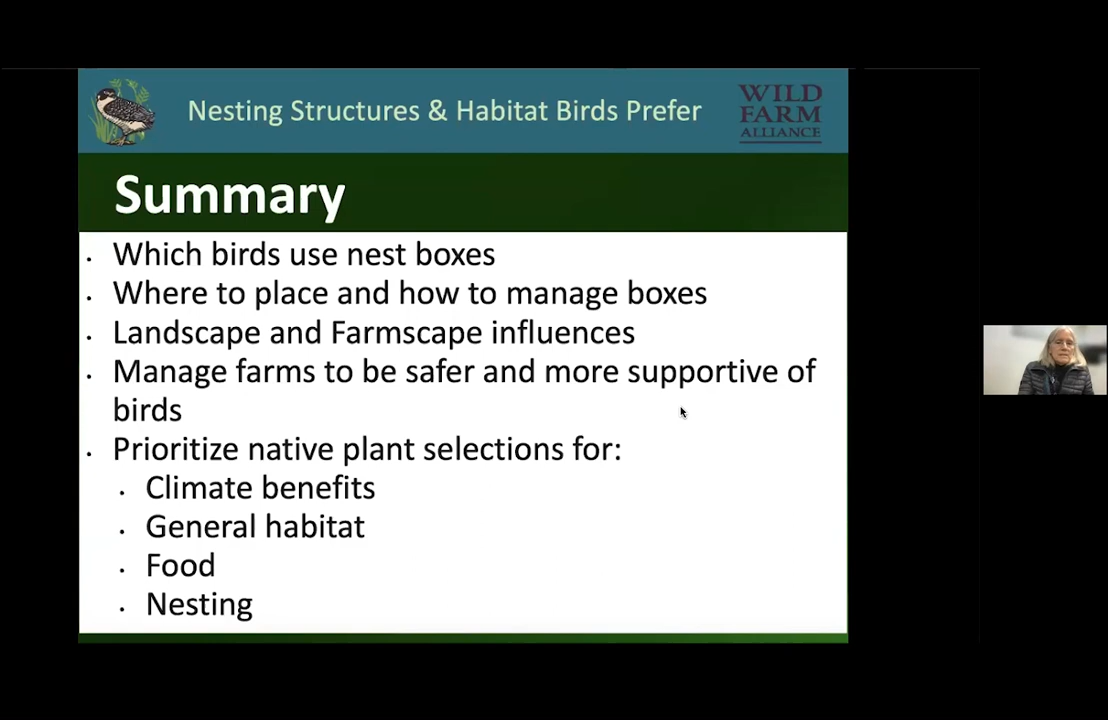 Nesting Structures & Habitat Birds Prefer
WILD
FARM
ALLIANCE
Summary
Which birds use nest boxes
Where to place and how to manage boxes
Landscape and Farmscape influences
Manage farms to be safer and more supportive of
birds
Prioritize native plant selections for:
Climate benefits
General habitat
Food
Nesting